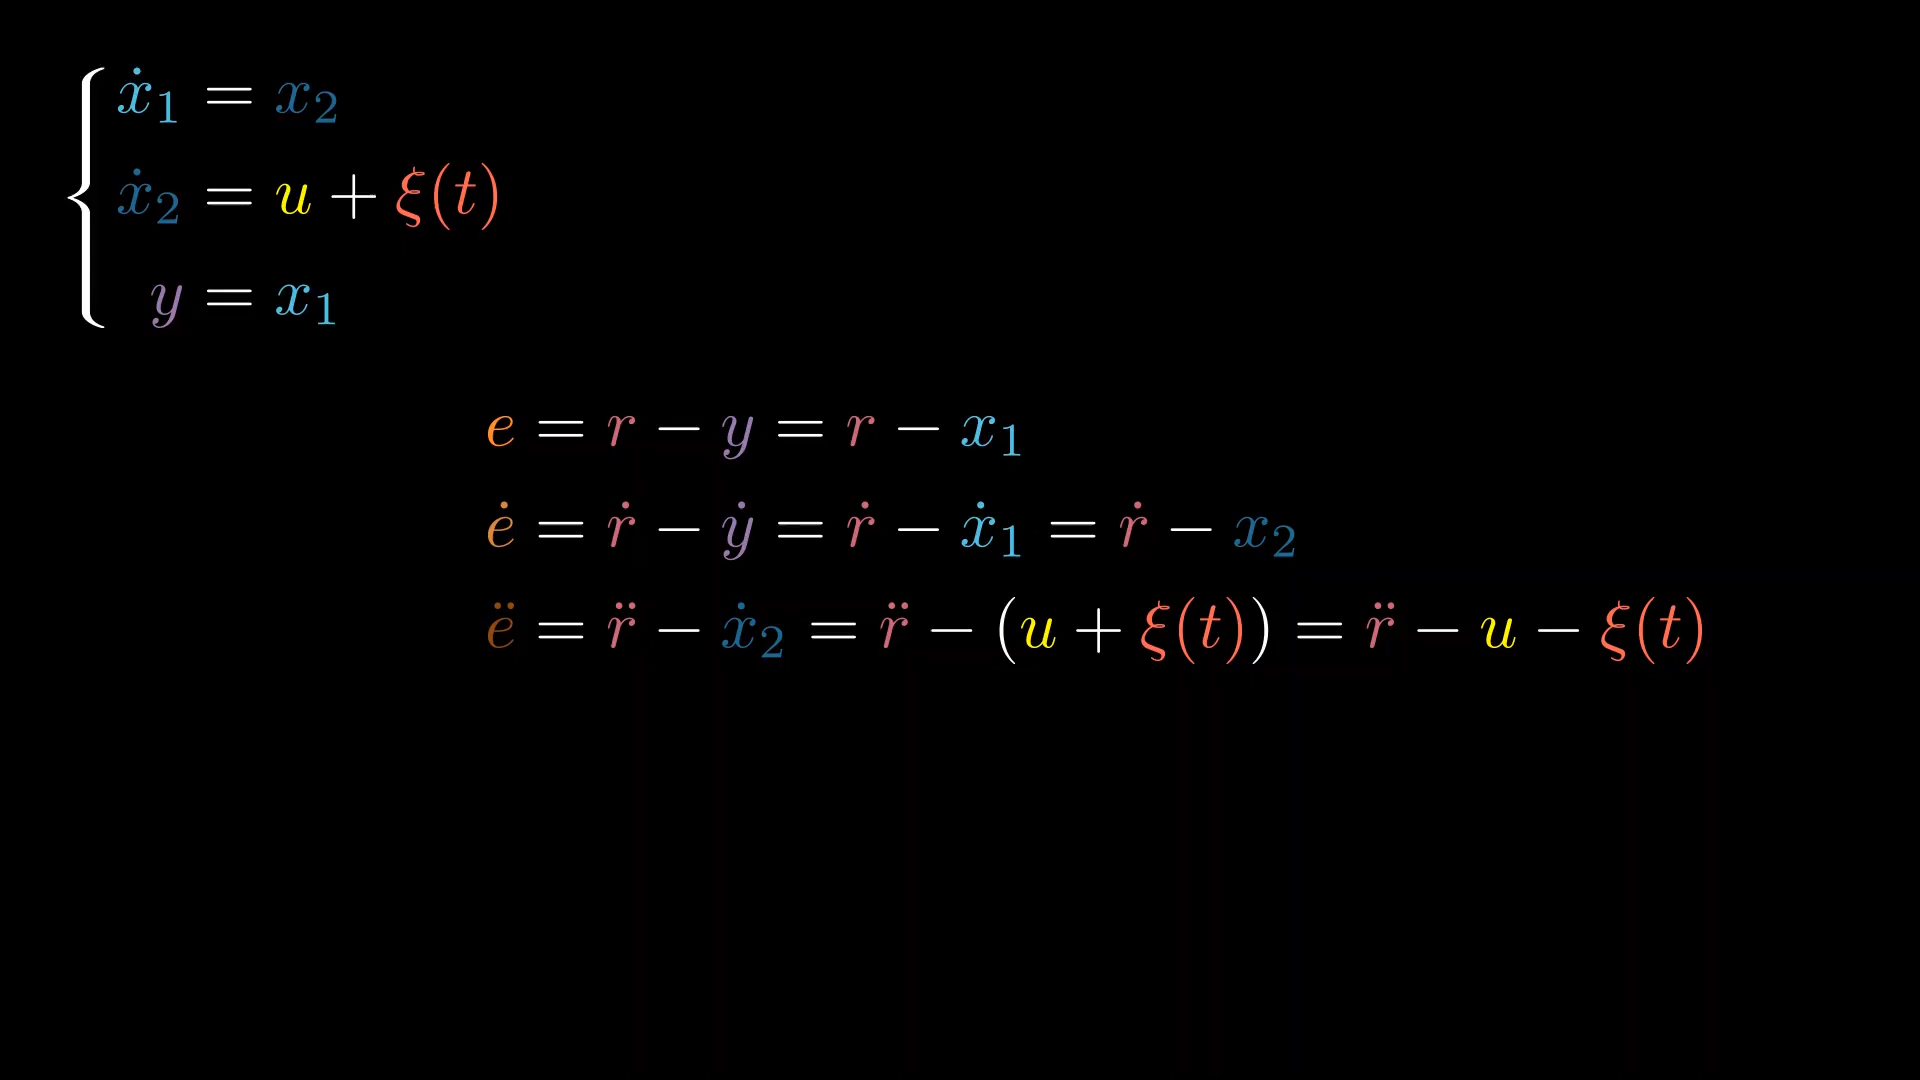 ẋ₁ = x₂
ẋ₂ = u + ξ(t)
y = x₁
e = r − y = r − x₁
ė = ṙ − ẏ = ṙ − ẋ₁ = ṙ − x₂
ë = r̈ − ẋ₂ = r̈ − (u + ξ(t)) = r̈ − u − ξ(t)